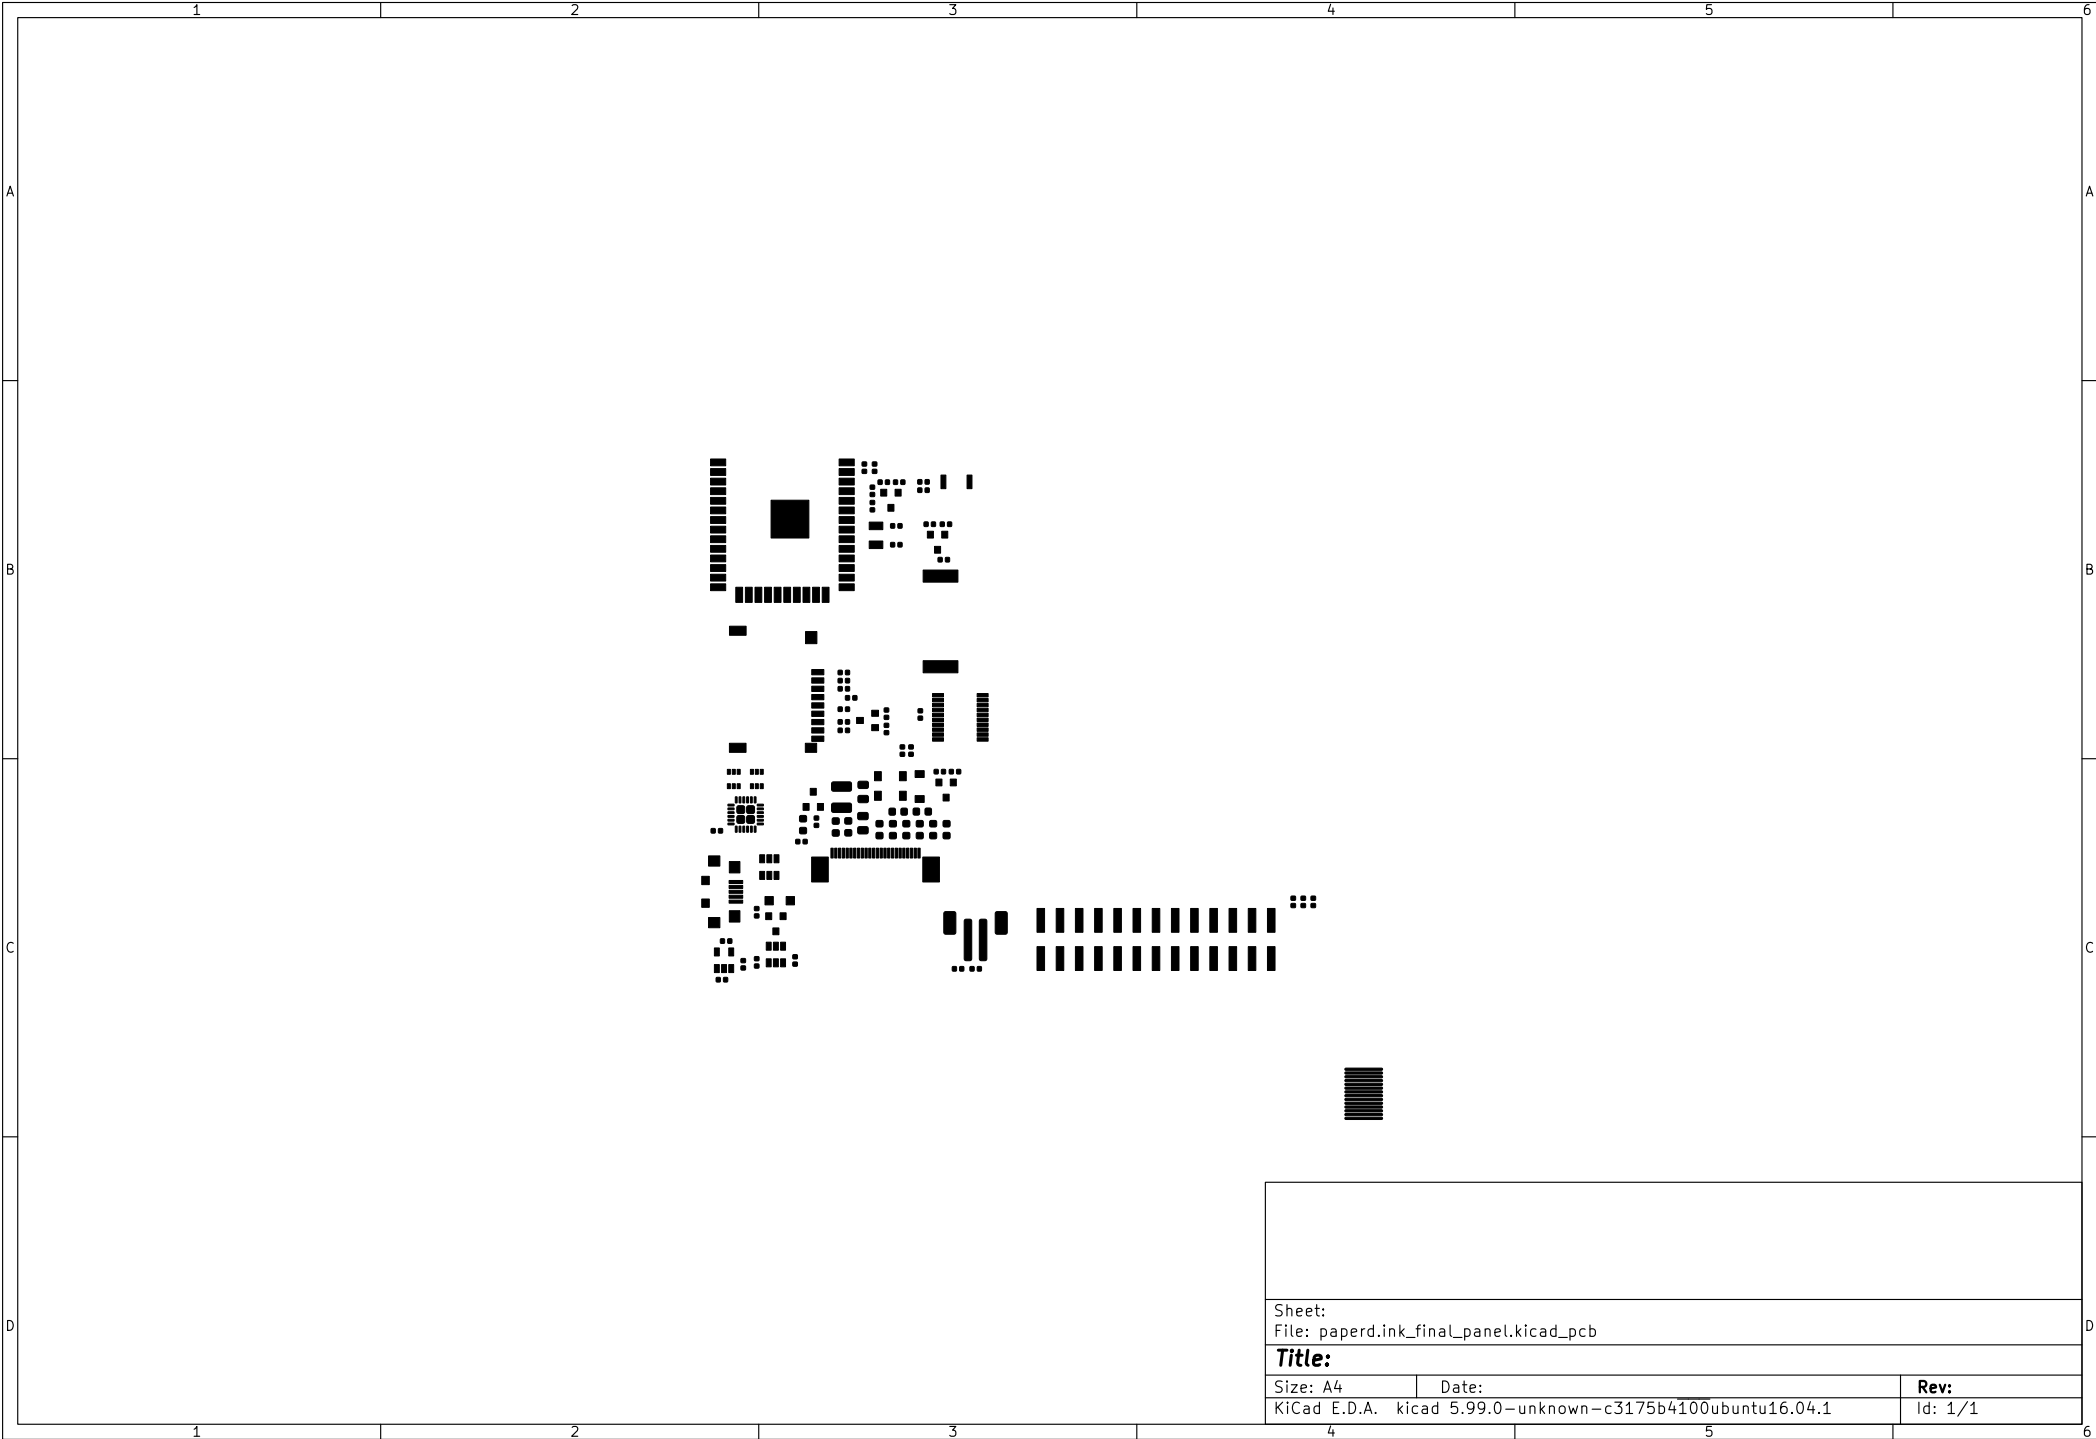 1 2 3 4 5 6
A A
B B
C C
D D
Sheet:
File: paperd.ink_final_panel.kicad_pcb
Title:
Size: A4 Date: Rev:
KiCad E.D.A. kicad 5.99.0-unknown-c3175b4100ubuntu16.04.1 Id: 1/1
1 2 3 4 5 6